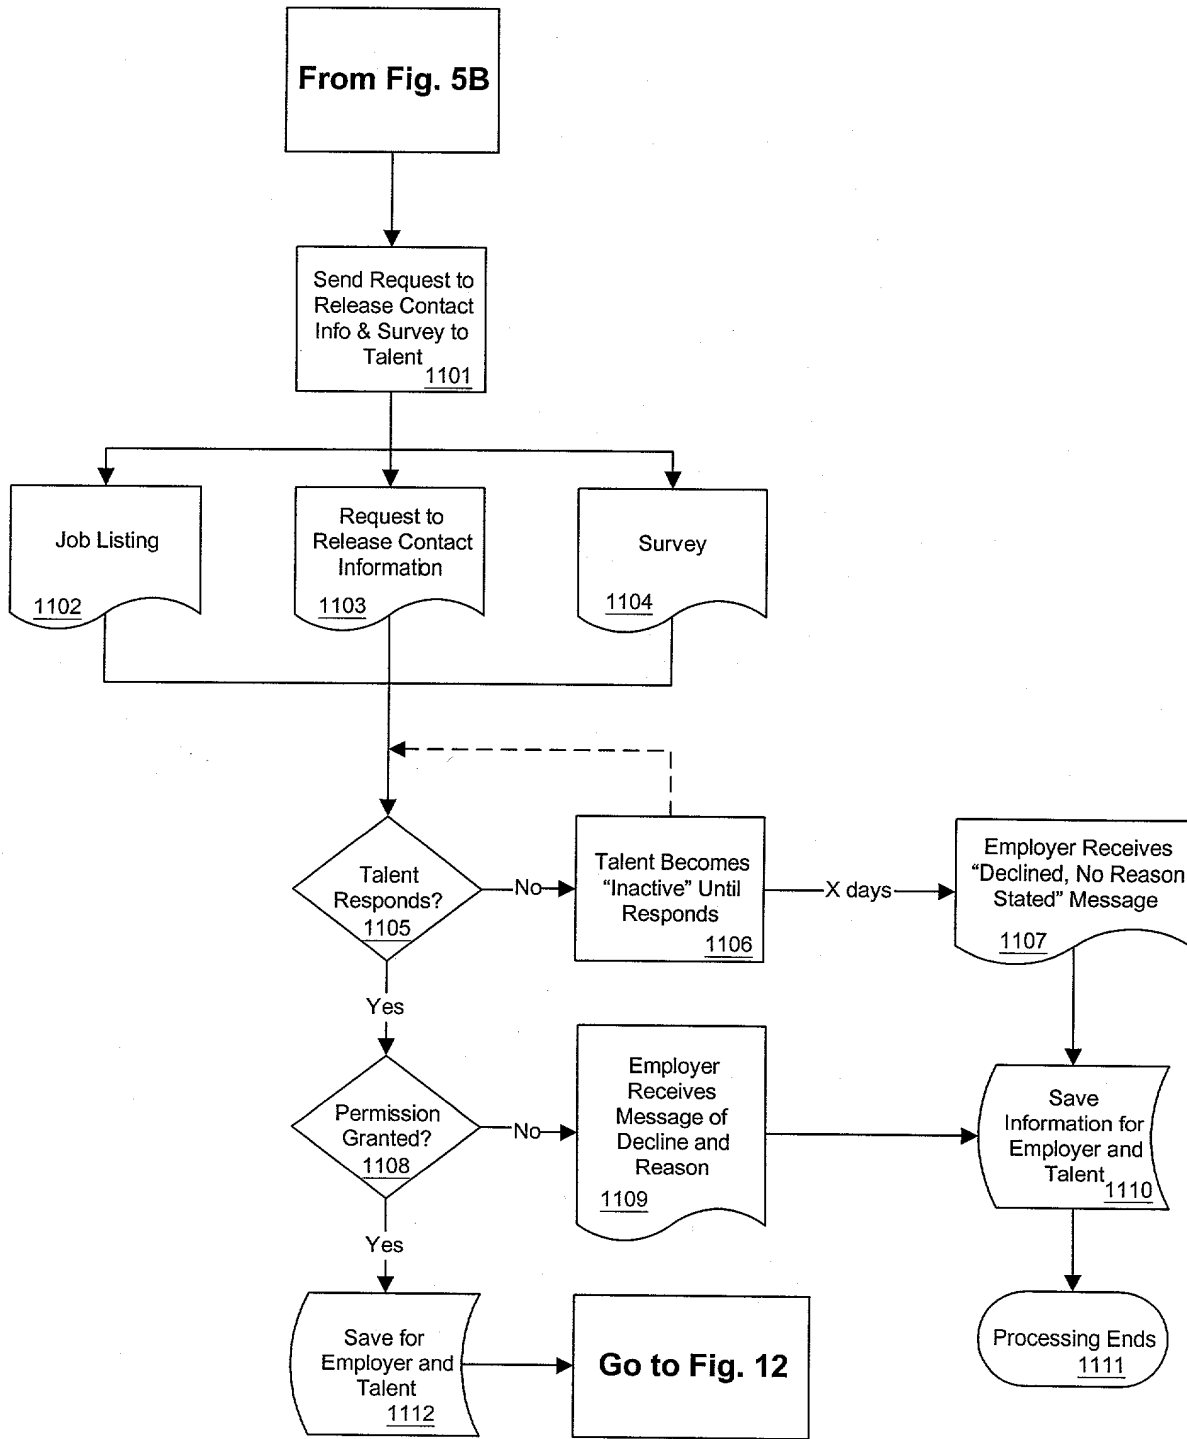 From Fig. 5B
Send Request to
Release Contact
Info & Survey to
Talent
1101
Job Listing
1102
Request to
Release Contact
Information
1103
Survey
1104
Talent
Responds?
1105
No
Talent Becomes
“Inactive” Until
Responds
1106
X days
Employer Receives
“Declined, No Reason
Stated” Message
1107
Yes
Permission
Granted?
1108
No
Employer
Receives
Message of
Decline and
Reason
1109
Save
Information for
Employer and
Talent
1110
Yes
Save for
Employer and
Talent
1112
Go to Fig. 12
Processing Ends
1111